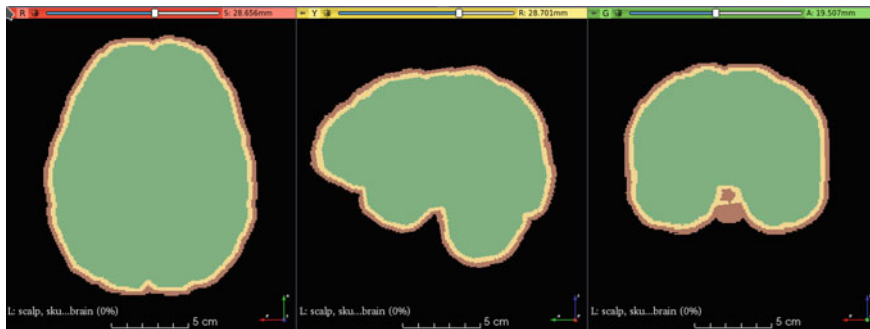 R S: 28.656mm
Y R: 28.701mm
G A: 19.507mm
L: scalp, sku...brain (0%)
5 cm
L: scalp, sku...brain (0%)
5 cm
L: scalp, sku...brain (0%)
5 cm